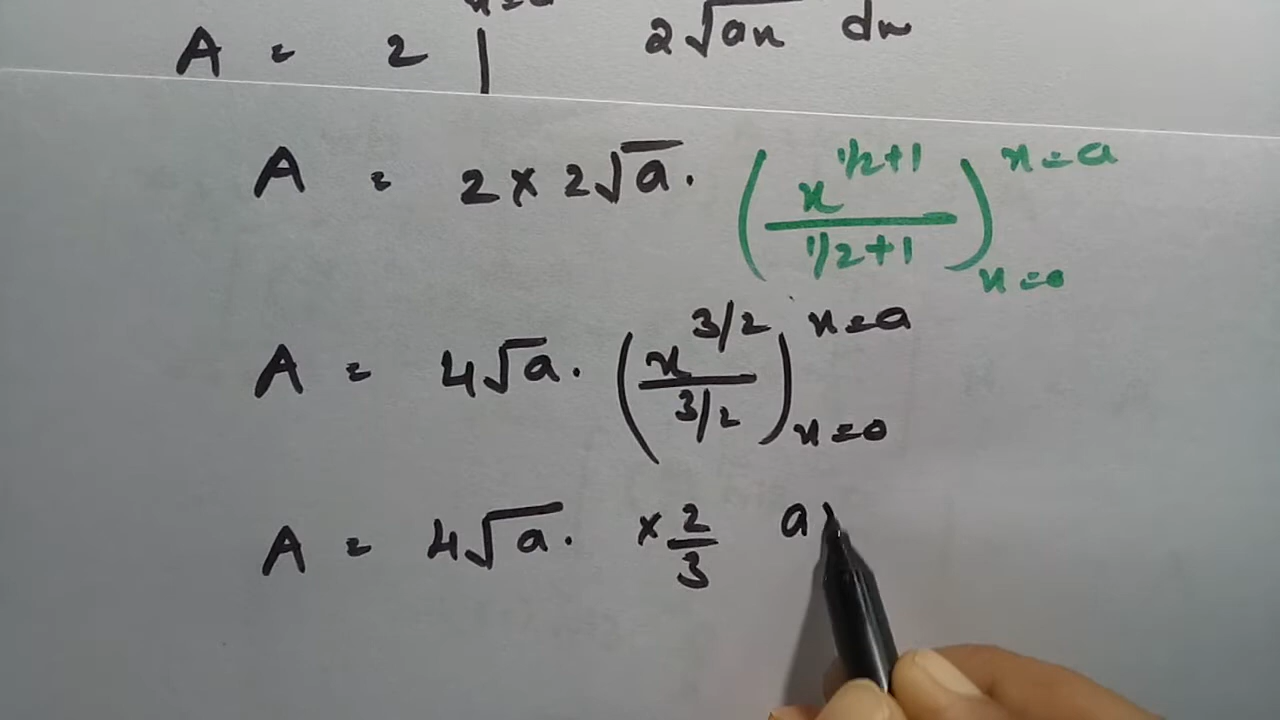 A = 2 ∫ 2√ax dx
A = 2 × 2√a. (x^1/2+1 / 1/2+1) x=a x=0
A = 4√a. (x^3/2 / 3/2) x=a x=0
A = 4√a. × 2/3 a